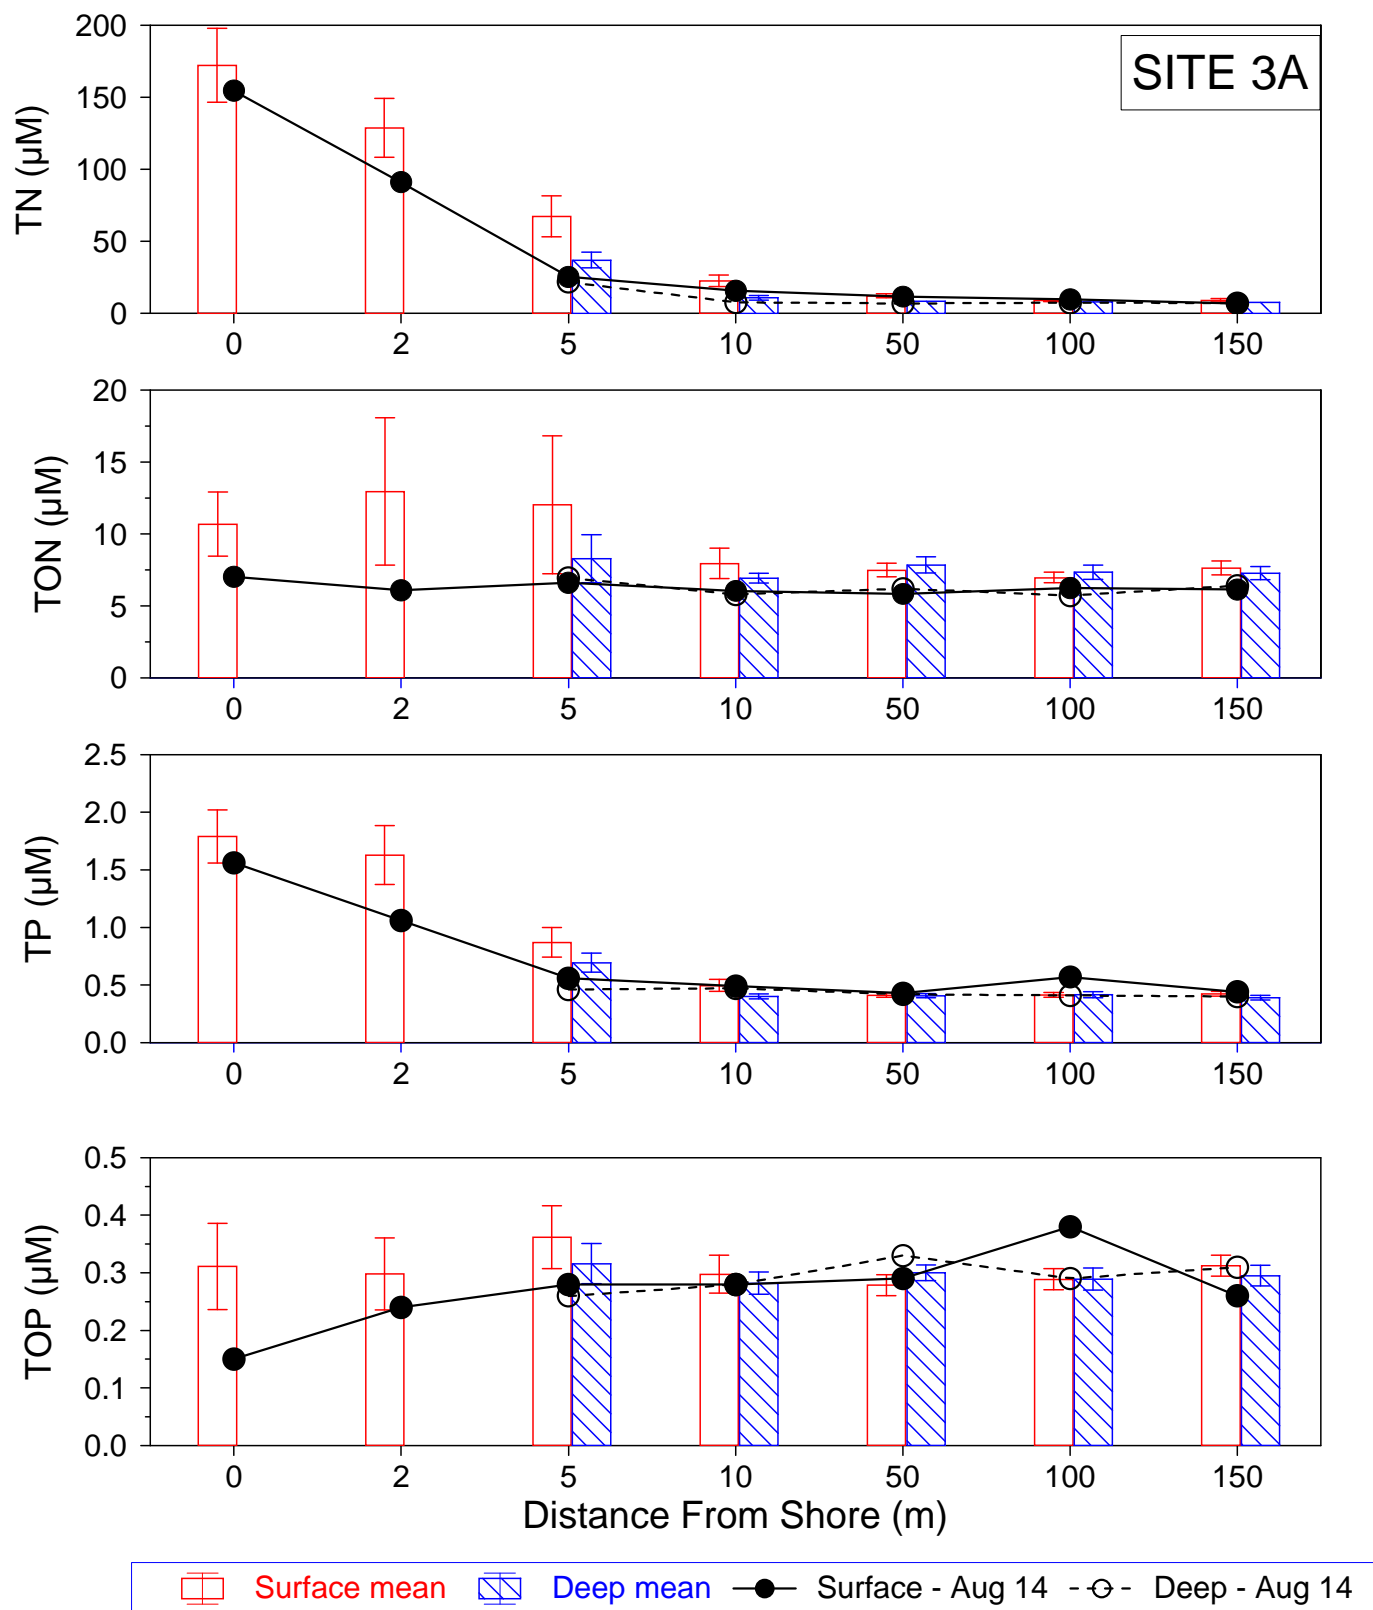 SITE 3A
TN (µM)
200
150
100
50
0
0 2 5 10 50 100 150
TON (µM)
20
15
10
5
0
0 2 5 10 50 100 150
TP (µM)
2.5
2.0
1.5
1.0
0.5
0.0
0 2 5 10 50 100 150
TOP (µM)
0.5
0.4
0.3
0.2
0.1
0.0
0 2 5 10 50 100 150
Distance From Shore (m)
Surface mean Deep mean Surface - Aug 14 Deep - Aug 14